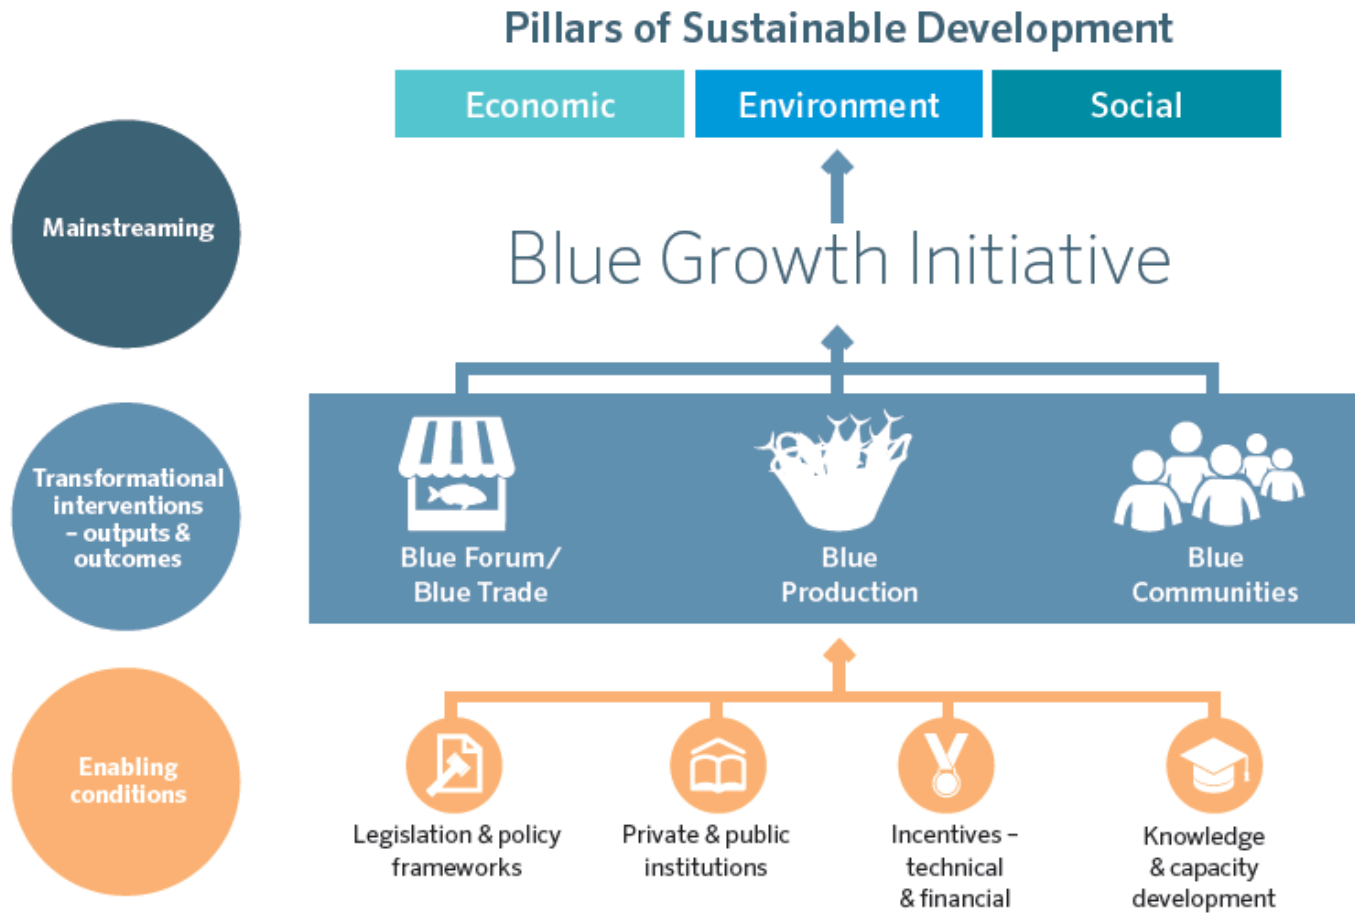 Pillars of Sustainable Development
Economic
Environment
Social
Mainstreaming
Blue Growth Initiative
Transformational
interventions
– outputs &
outcomes
Blue Forum/
Blue Trade
Blue
Production
Blue
Communities
Enabling
conditions
Legislation & policy
frameworks
Private & public
institutions
Incentives –
technical
& financial
Knowledge
& capacity
development